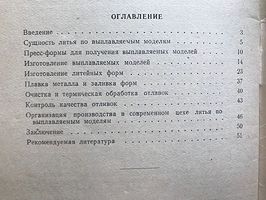 ОГЛАВЛЕНИЕ
Введение 3
Сущность литья по выплавляемым моделям 5
Пресс-формы для получения выплавляемых моделей 10
Изготовление выплавляемых моделей 14
Изготовление литейных форм 23
Плавка металла и заливка форм 37
Очистка и термическая обработка отливок 40
Контроль качества отливок 43
Организация производства в современном цехе литья по
выплавляемым моделям 46
Заключение 50
Рекомендуемая литература 51